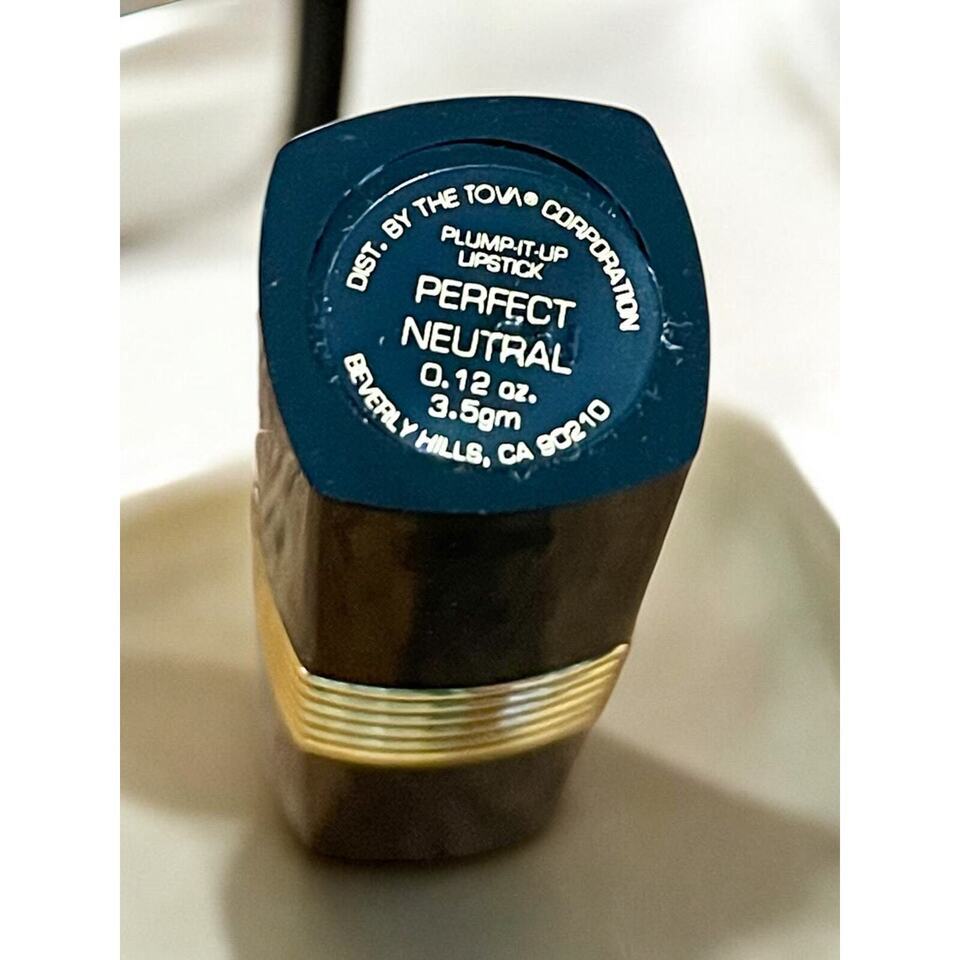 DIST. BY THE TOVA® CORPORATION
PLUMP-IT-UP
LIPSTICK
PERFECT
NEUTRAL
0.12 oz.
3.5gm
BEVERLY HILLS, CA 90210